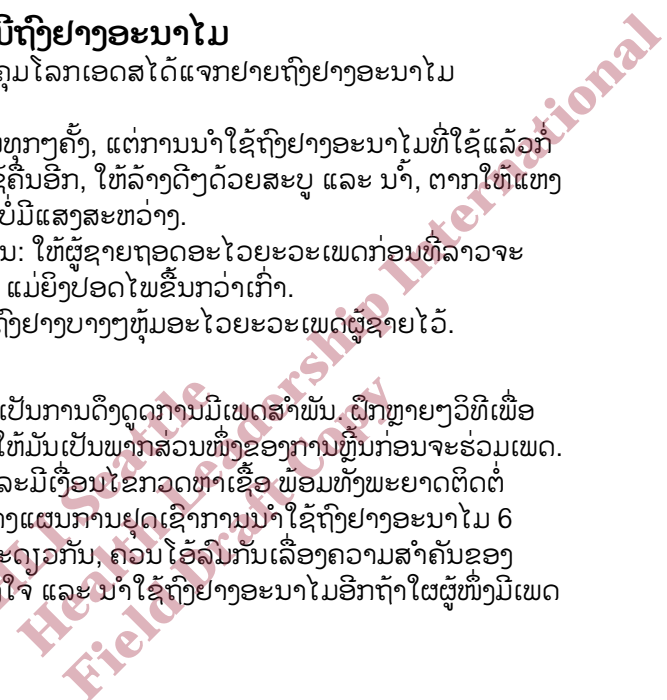 ມີຖົງຢາງອະນາໄມ
ຄຸມໂລກເອດສໄດ້ແຈກຢາຍຖົງຢາງອະນາໄມ
ທຸກໆຄັ້ງ, ແຕ່ການນຳໃຊ້ຖົງຢາງອະນາໄມທີ່ໃຊ້ແລ້ວກໍ່
ຄືນອີກ, ໃຫ້ລ້າງດີໆດ້ວຍສະບູ ແລະ ນ້ຳ, ຕາກໃຫ້ແຫງ
ບໍ່ມີແສງສະຫວ່າງ.
ນ: ໃຫ້ຜູ້ຊາຍຖອດອະໄວຍະວະເພດກ່ອນທີ່ລາວຈະ
ແມ່ຍິງປອດໄພຂຶ້ນກວ່າເກົ່າ.
ຖົງຢາງບາງໆຫຸ້ມອະໄວຍະວະເພດຜູ້ຊາຍໄວ້.
ເປັນການດຶງດູດການມີເພດສຳພັນ. ຝຶກຫຼາຍໆວິທີເພື່ອ
ໃຫ້ມັນເປັນພາກສ່ວນໜຶ່ງຂອງການຫຼິ້ນກ່ອນຈະຮ່ວມເພດ.
ລະມີເງື່ອນໄຂກວດຫາເຊື້ອ ພ້ອມທັງພະຍາດຕິດຕໍ່
າງແຜນການຢຸດເຊົາການນຳໃຊ້ຖົງຢາງອະນາໄມ 6
ະດຽວກັນ, ຄວນໂອ້ລົມກັນເລື່ອງຄວາມສຳຄັນຂອງ
ໃຈ ແລະ ນຳໃຊ້ຖົງຢາງອະນາໄມອີກຖ້າໃຜຜູ້ໜຶ່ງມີເພດ
HALI Seattle
Health Leadership International
Field Draft Copy